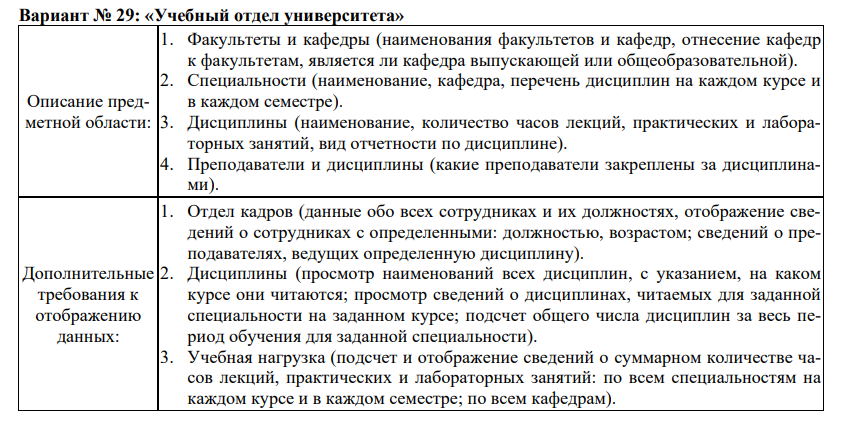 Вариант № 29: «Учебный отдел университета»
Описание пред-
метной области:
1. Факультеты и кафедры (наименования факультетов и кафедр, отнесение кафедр
к факультетам, является ли кафедра выпускающей или общеобразовательной).
2. Специальности (наименование, кафедра, перечень дисциплин на каждом курсе и
в каждом семестре).
3. Дисциплины (наименование, количество часов лекций, практических и лабора-
торных занятий, вид отчетности по дисциплине).
4. Преподаватели и дисциплины (какие преподаватели закреплены за дисциплина-
ми).
Дополнительные
требования к
отображению
данных:
1. Отдел кадров (данные обо всех сотрудниках и их должностях, отображение све-
дений о сотрудниках с определенными: должностью, возрастом; сведений о пре-
подавателях, ведущих определенную дисциплину).
2. Дисциплины (просмотр наименований всех дисциплин, с указанием, на каком
курсе они читаются; просмотр сведений о дисциплинах, читаемых для заданной
специальности на заданном курсе; подсчет общего числа дисциплин за весь пе-
риод обучения для заданной специальности).
3. Учебная нагрузка (подсчет и отображение сведений о суммарном количестве ча-
сов лекций, практических и лабораторных занятий: по всем специальностям на
каждом курсе и в каждом семестре; по всем кафедрам).